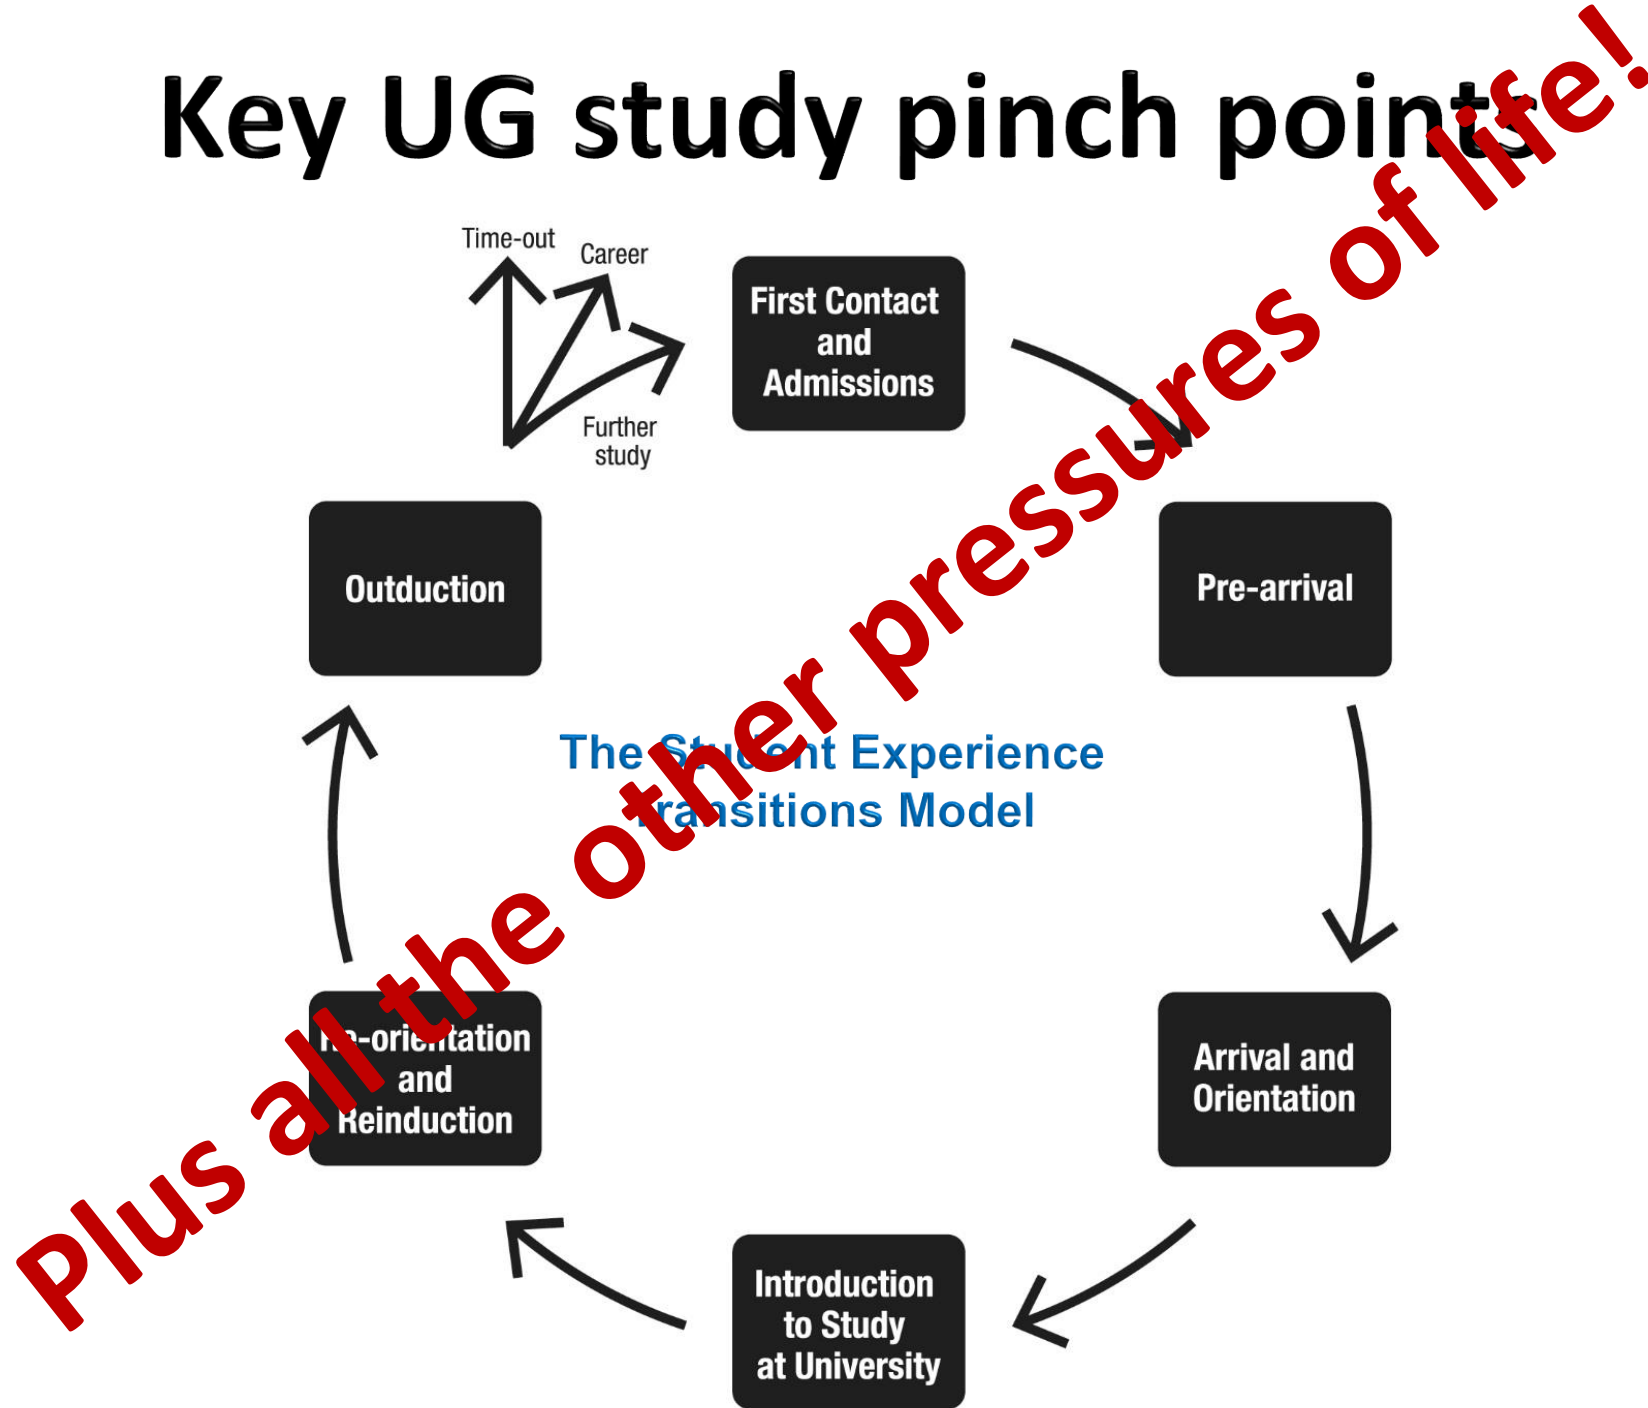 Key UG study pinch points
Plus all the other pressures of life!
Time-out
Career
Further
study
First Contact
and
Admissions
Pre-arrival
Arrival and
Orientation
Introduction
to Study
at University
Re-orientation
and
Reinduction
Outduction
The Student Experience
Transitions Model